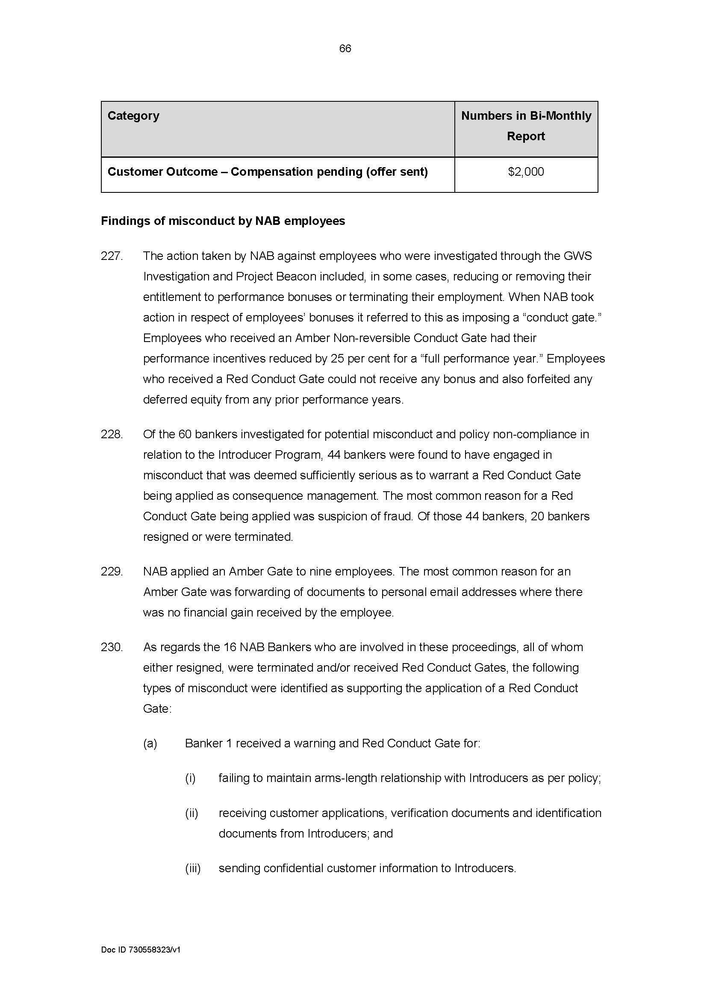 66
Category
Numbers in Bi-Monthly
Report
Customer Outcome – Compensation pending (offer sent)
$2,000
Findings of misconduct by NAB employees
227. The action taken by NAB against employees who were investigated through the GWS
Investigation and Project Beacon included, in some cases, reducing or removing their
entitlement to performance bonuses or terminating their employment. When NAB took
action in respect of employees’ bonuses it referred to this as imposing a “conduct gate.”
Employees who received an Amber Non-reversible Conduct Gate had their
performance incentives reduced by 25 per cent for a “full performance year.” Employees
who received a Red Conduct Gate could not receive any bonus and also forfeited any
deferred equity from any prior performance years.
228. Of the 60 bankers investigated for potential misconduct and policy non-compliance in
relation to the Introducer Program, 44 bankers were found to have engaged in
misconduct that was deemed sufficiently serious as to warrant a Red Conduct Gate
being applied as consequence management. The most common reason for a Red
Conduct Gate being applied was suspicion of fraud. Of those 44 bankers, 20 bankers
resigned or were terminated.
229. NAB applied an Amber Gate to nine employees. The most common reason for an
Amber Gate was forwarding of documents to personal email addresses where there
was no financial gain received by the employee.
230. As regards the 16 NAB Bankers who are involved in these proceedings, all of whom
either resigned, were terminated and/or received Red Conduct Gates, the following
types of misconduct were identified as supporting the application of a Red Conduct
Gate:
(a) Banker 1 received a warning and Red Conduct Gate for:
(i) failing to maintain arms-length relationship with Introducers as per policy;
(ii) receiving customer applications, verification documents and identification
documents from Introducers; and
(iii) sending confidential customer information to Introducers.
Doc ID 730558323/v1